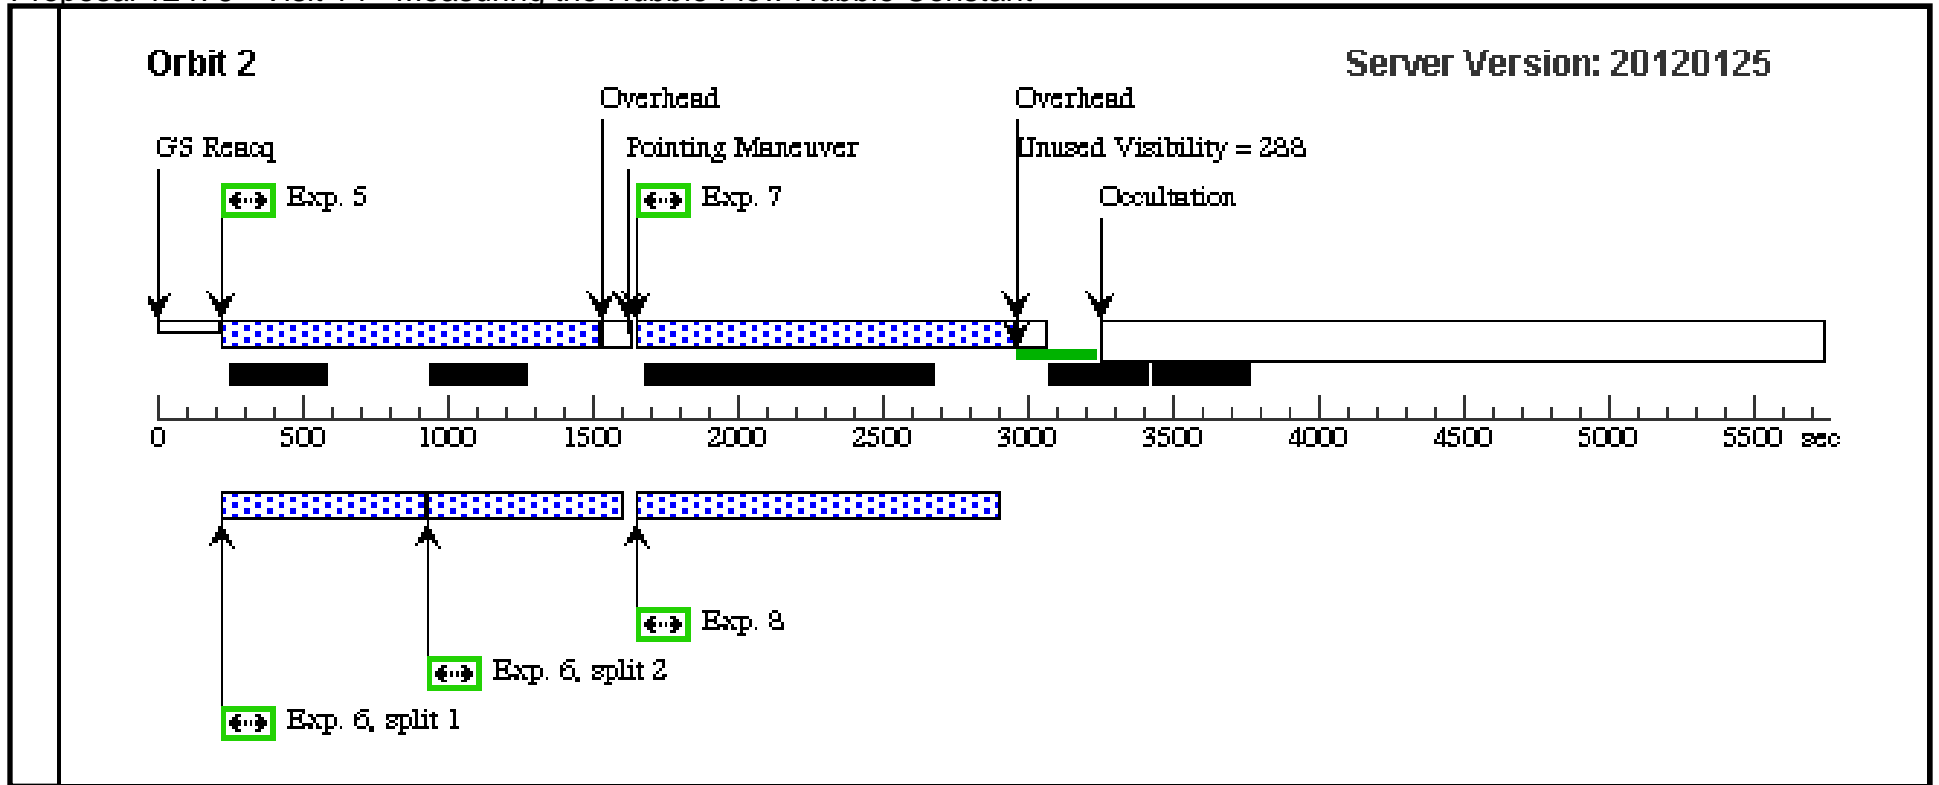 Orbit 2
Server Version: 20120125
Overhead
Overhead
GS Reacq
Pointing Maneuver
Unused Visibility = 288
Exp. 5
Exp. 7
Occultation
0 500 1000 1500 2000 2500 3000 3500 4000 4500 5000 5500 sec
Exp. 8
Exp. 6, split 2
Exp. 6, split 1